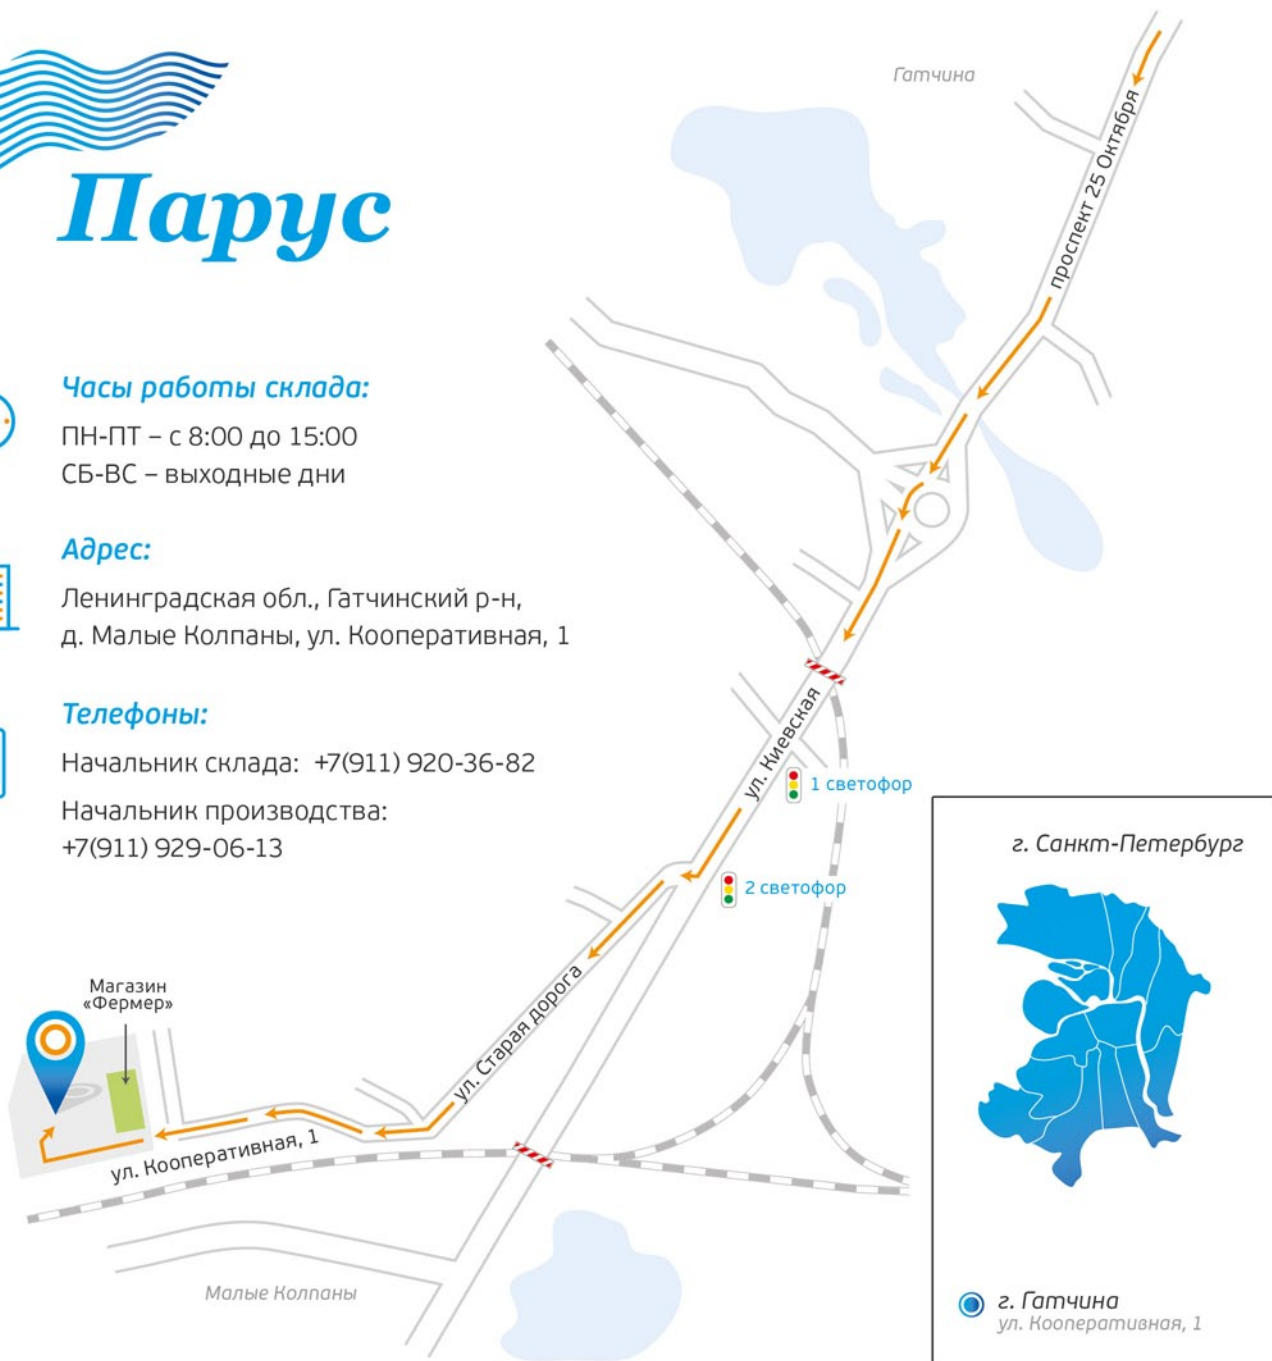 Парус
Часы работы склада:
ПН-ПТ – с 8:00 до 15:00
СБ-ВС – выходные дни
Адрес:
Ленинградская обл., Гатчинский р-н,
д. Малые Колпаны, ул. Кооперативная, 1
Телефоны:
Начальник склада: +7(911) 920-36-82
Начальник производства:
+7(911) 929-06-13
Гатчина
проспект 25 Октября
ул. Киевская
1 светофор
2 светофор
ул. Старая дорога
Магазин
«Фермер»
ул. Кооперативная, 1
Малые Колпаны
г. Санкт-Петербург
г. Гатчина
ул. Кооперативная, 1